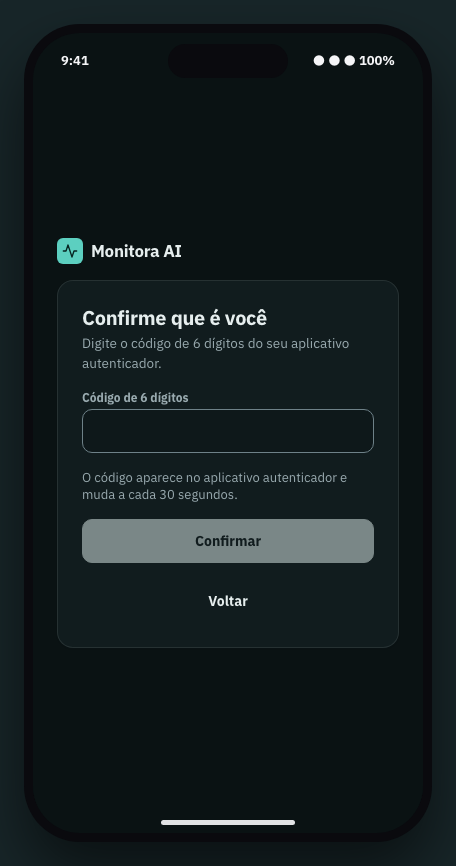 9:41
100%
Monitora AI
Confirme que é você
Digite o código de 6 dígitos do seu aplicativo
autenticador.
Código de 6 dígitos
O código aparece no aplicativo autenticador e
muda a cada 30 segundos.
Confirmar
Voltar